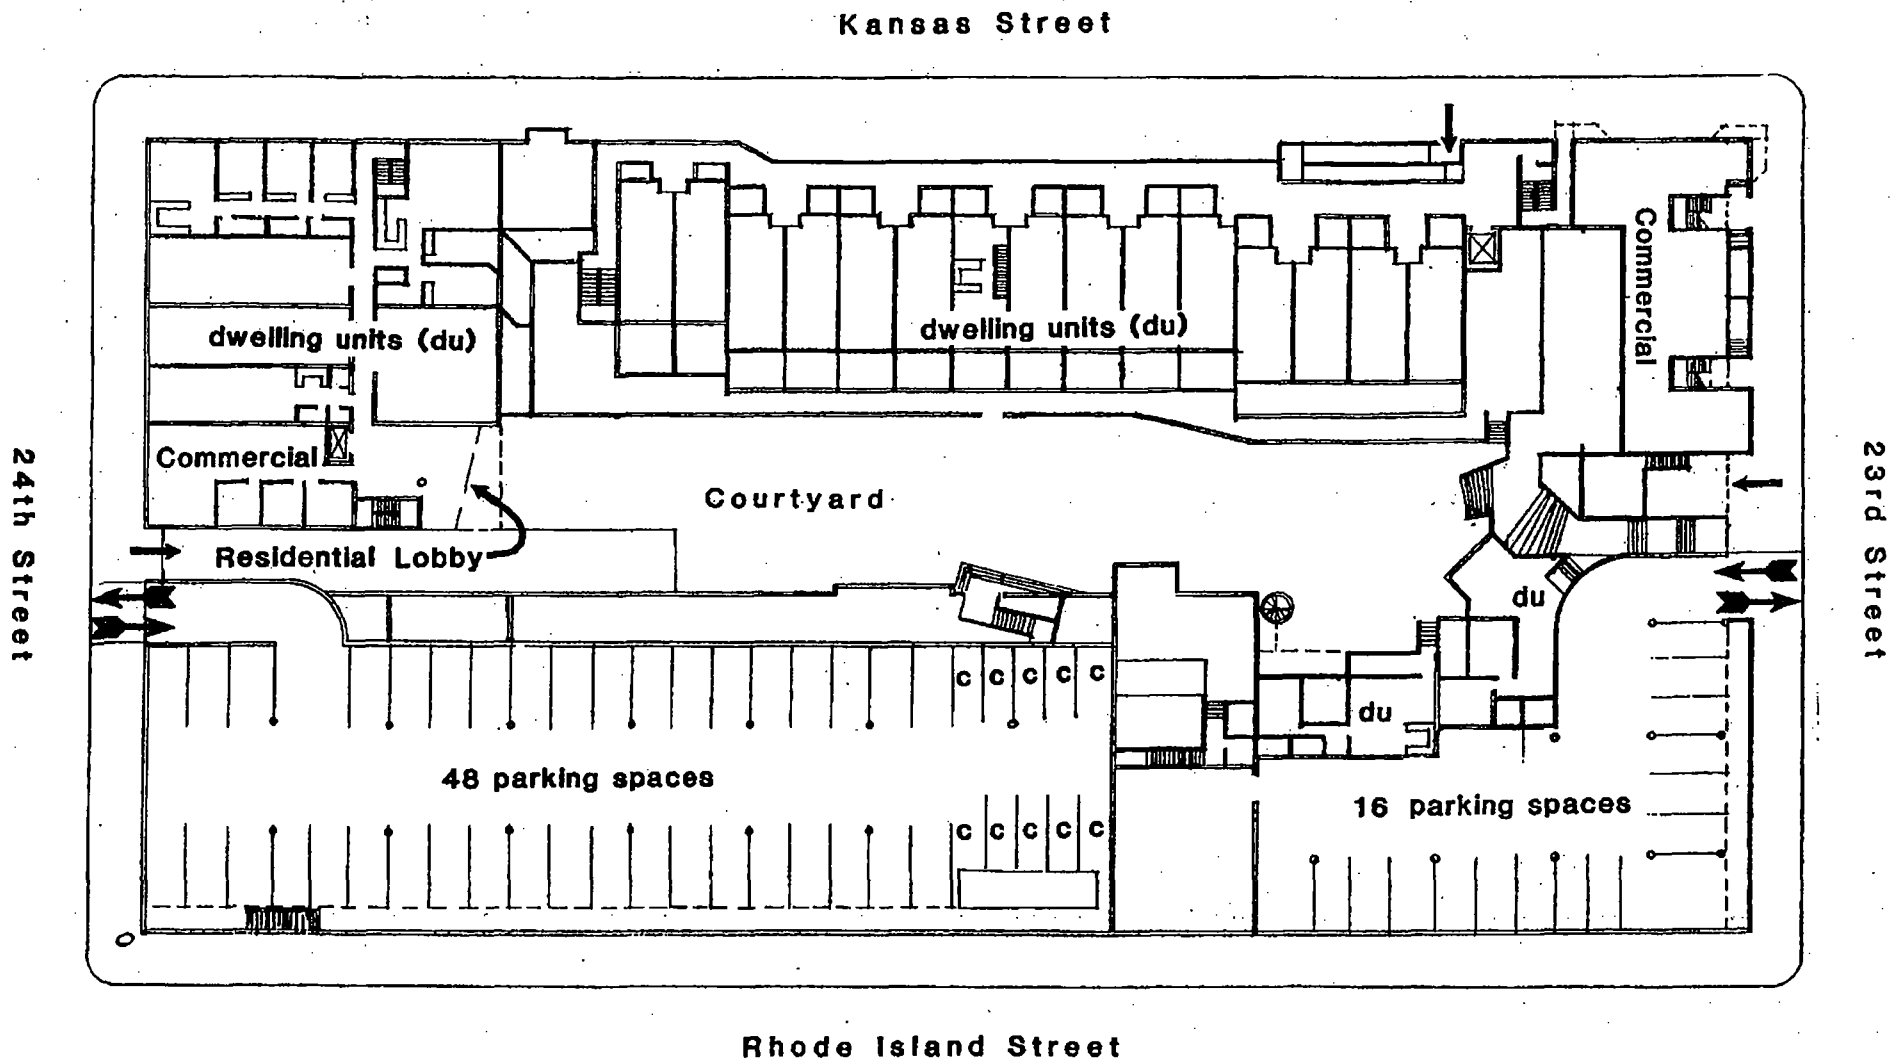 Kansas Street
Commercial
dwelling units (du)
dwelling units (du)
24th Street
Commercial
Courtyard
23rd Street
Residential Lobby
du
c c c c c
du
48 parking spaces
16 parking spaces
c c c c c
Rhode Island Street